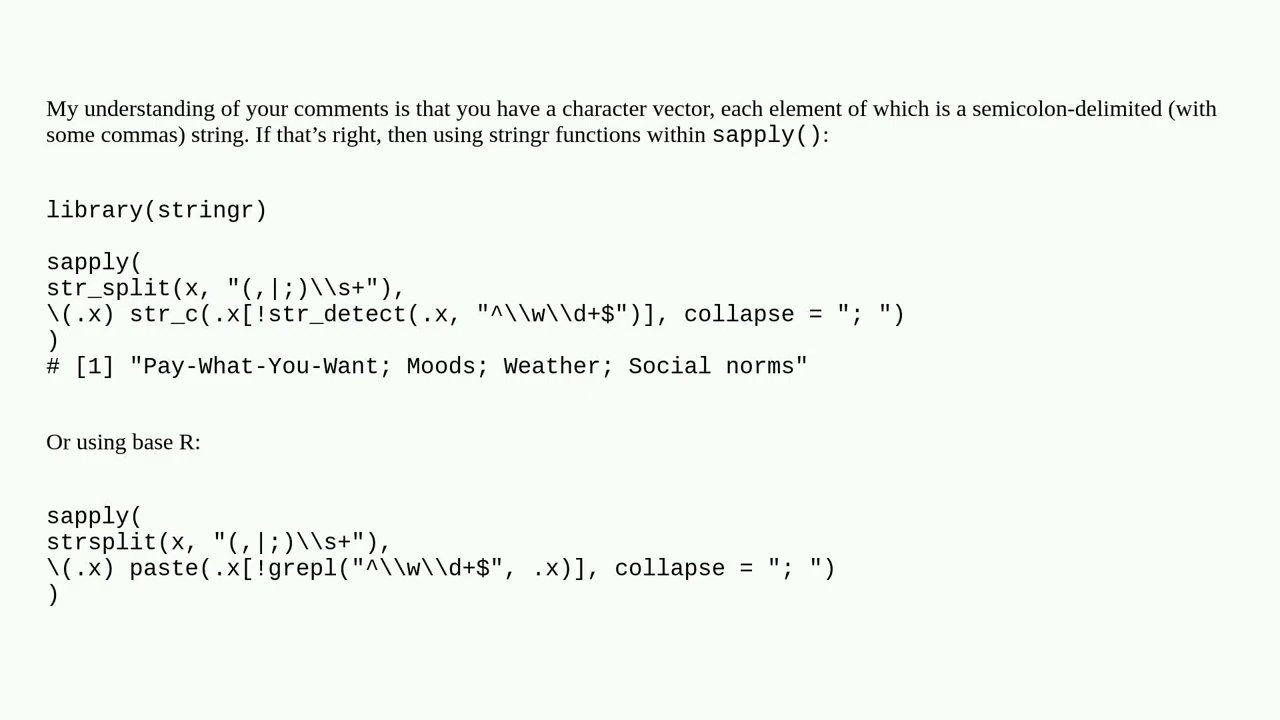 My understanding of your comments is that you have a character vector, each element of which is a semicolon-delimited (with
some commas) string. If that’s right, then using stringr functions within sapply():
library(stringr)
sapply(
str_split(x, "(,|;)\\s+"),
\(.x) str_c(.x[!str_detect(.x, "^\\w\\d+$")], collapse = "; ")
)
# [1] "Pay-What-You-Want; Moods; Weather; Social norms"
Or using base R:
sapply(
strsplit(x, "(,|;)\\s+"),
\(.x) paste(.x[!grepl("^\\w\\d+$", .x)], collapse = "; ")
)